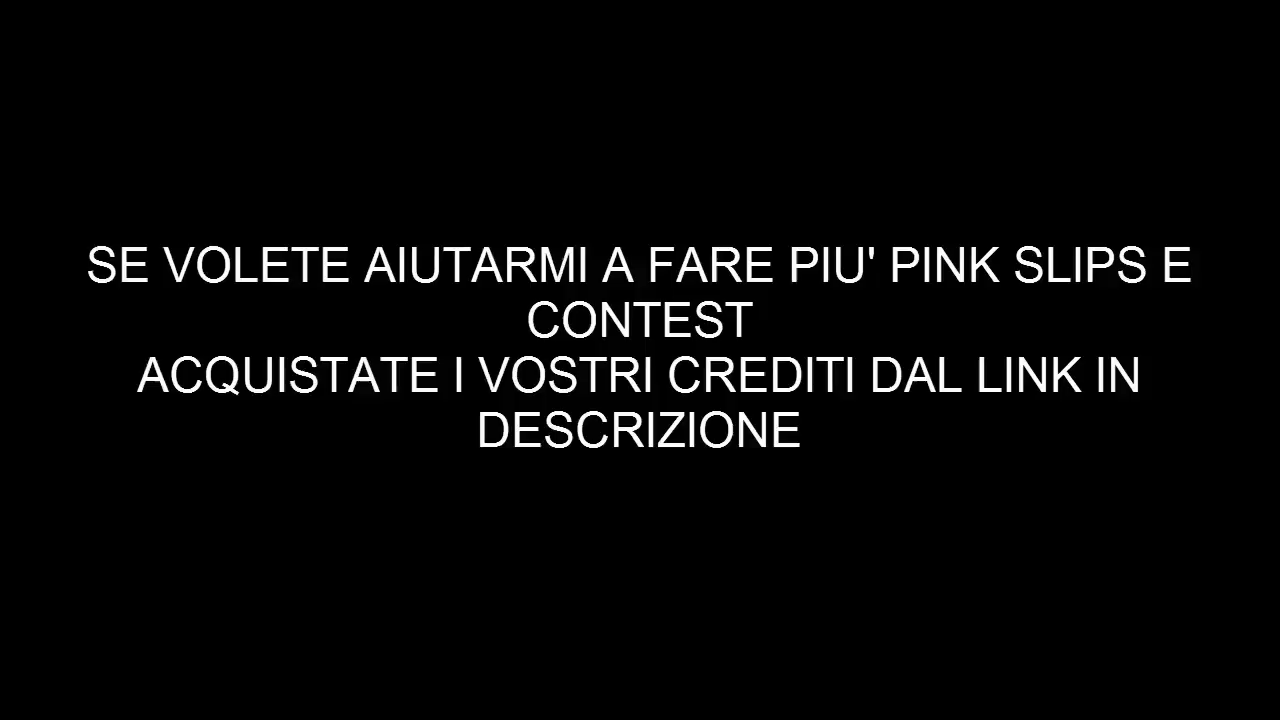 SE VOLETE AIUTARMI A FARE PIU' PINK SLIPS E
CONTEST
ACQUISTATE I VOSTRI CREDITI DAL LINK IN
DESCRIZIONE